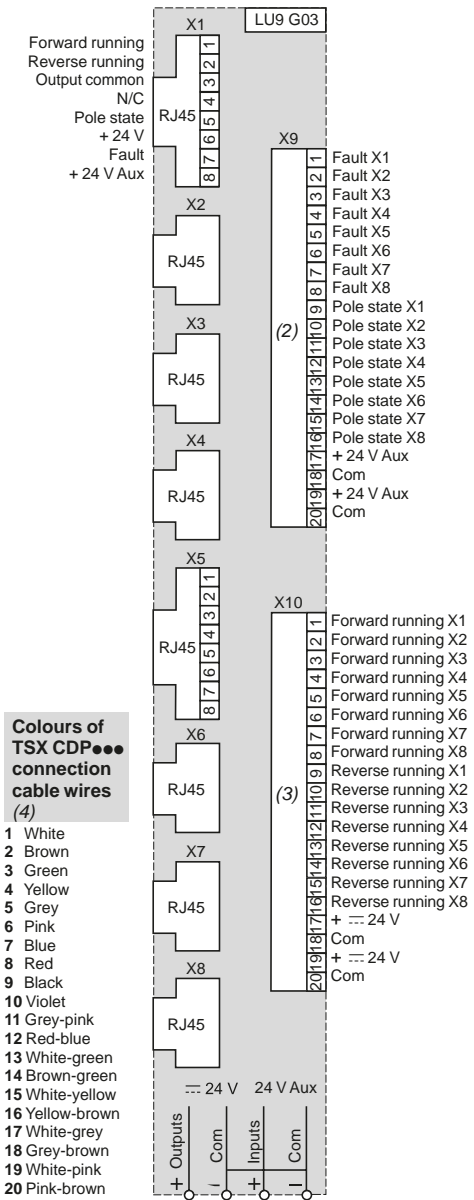 LU9 G03
X1
Forward running
Reverse running
Output common
N/C
Pole state
+ 24 V
Fault
+ 24 V Aux
RJ45
1
2
3
4
5
6
7
8
X2
RJ45
X3
RJ45
X4
RJ45
X5
RJ45
1
2
3
4
5
6
7
8
X6
RJ45
X7
RJ45
X8
RJ45
X9
(2)
1 Fault X1
2 Fault X2
3 Fault X3
4 Fault X4
5 Fault X5
6 Fault X6
7 Fault X7
8 Fault X8
9 Pole state X1
10 Pole state X2
11 Pole state X3
12 Pole state X4
13 Pole state X5
14 Pole state X6
15 Pole state X7
16 Pole state X8
17 + 24 V Aux
18 Com
19 + 24 V Aux
20 Com
X10
(3)
1 Forward running X1
2 Forward running X2
3 Forward running X3
4 Forward running X4
5 Forward running X5
6 Forward running X6
7 Forward running X7
8 Forward running X8
9 Reverse running X1
10 Reverse running X2
11 Reverse running X3
12 Reverse running X4
13 Reverse running X5
14 Reverse running X6
15 Reverse running X7
16 Reverse running X8
17 + ⎓ 24 V
18 Com
19 + ⎓ 24 V
20 Com
Colours of
TSX CDP●●●
connection
cable wires
(4)
1 White
2 Brown
3 Green
4 Yellow
5 Grey
6 Pink
7 Blue
8 Red
9 Black
10 Violet
11 Grey-pink
12 Red-blue
13 White-green
14 Brown-green
15 White-yellow
16 Yellow-brown
17 White-grey
18 Grey-brown
19 White-pink
20 Pink-brown
⎓ 24 V
24 V Aux
+ Outputs
– Com
+ Inputs
– Com